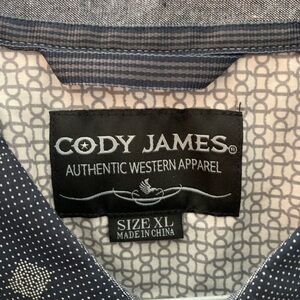 CODY JAMES®
AUTHENTIC WESTERN APPAREL
SIZE XL
MADE IN CHINA